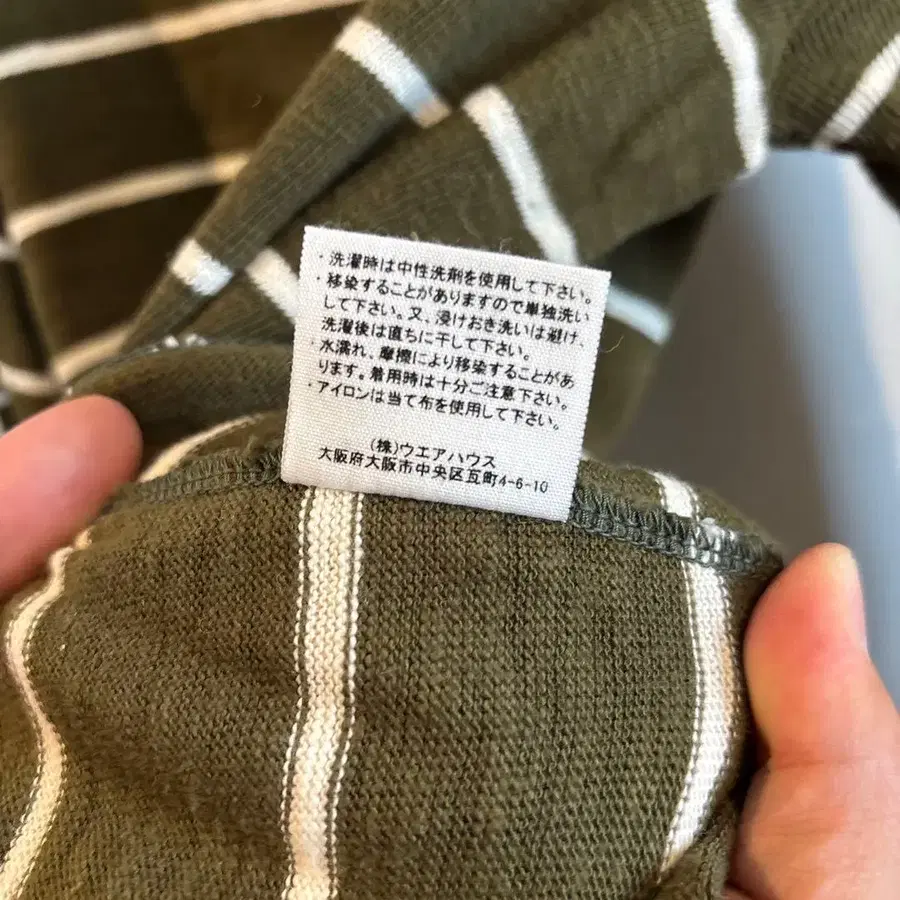 ・洗濯時は中性洗剤を使用して下さい。
・移染することがありますので単独洗い
して下さい。又、浸けおき洗いは避け、
洗濯後は直ちに干して下さい。
・水濡れ、摩擦により移染することがあ
ります。着用時は十分ご注意下さい。
・アイロンは当て布を使用して下さい。
(株)ウエアハウス
大阪府大阪市中央区瓦町4-6-10